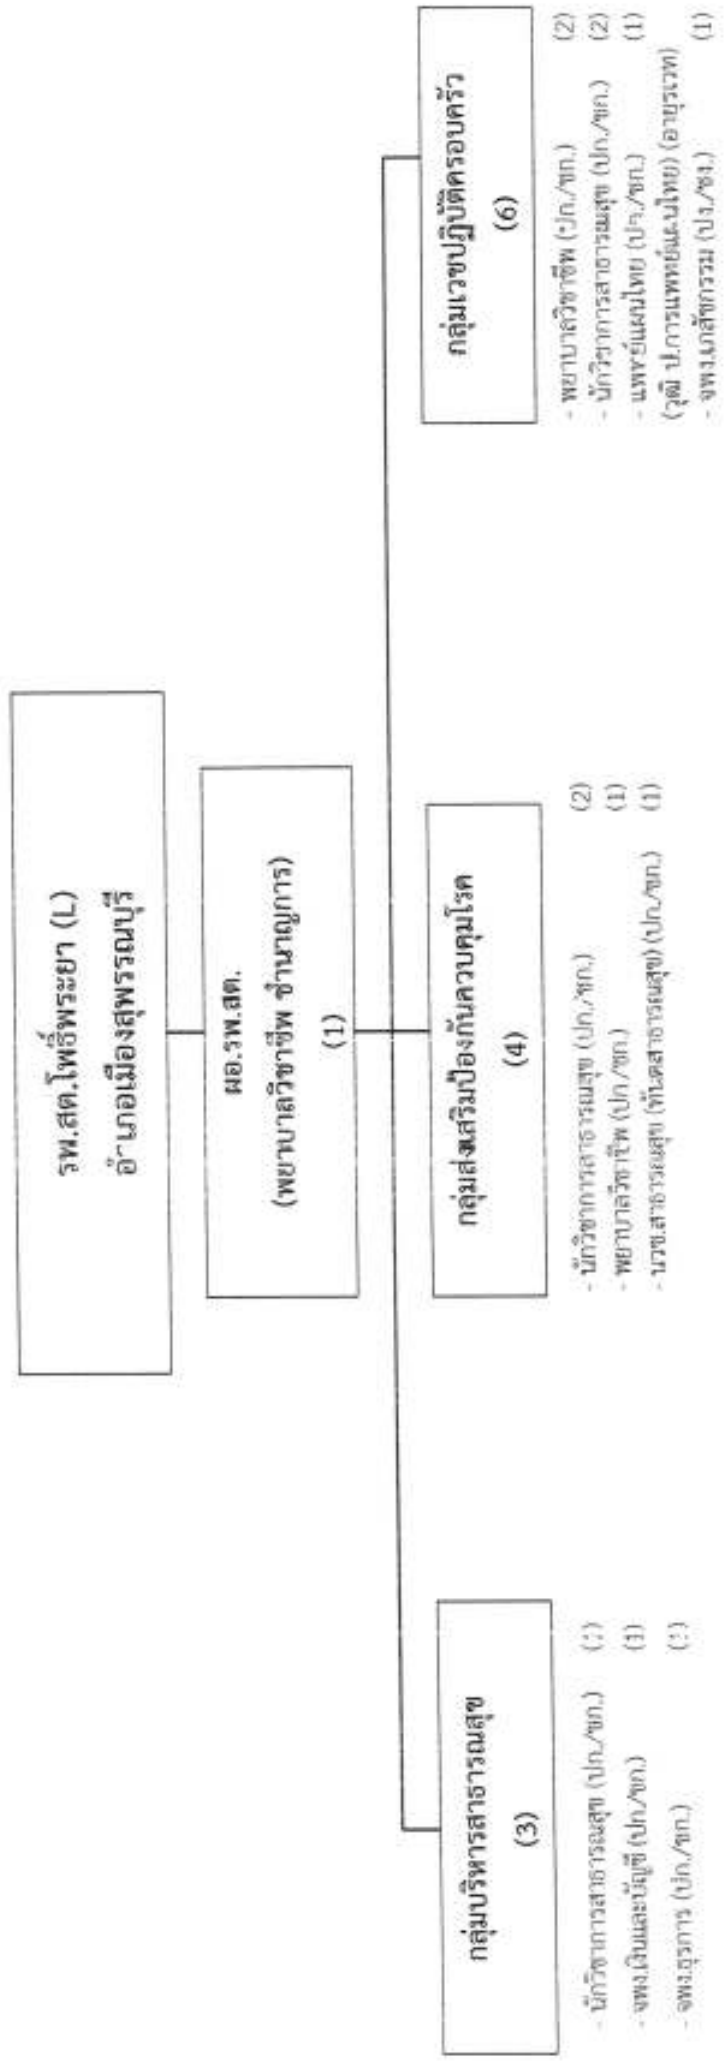 รพ.สต.โพธิ์พระยา (L)
อำเภอเมืองสุพรรณบุรี
ผอ.รพ.สต.
(พยาบาลวิชาชีพ ชำนาญการ)
(1)
กลุ่มบริหารสาธารณสุข
(3)
- นักวิชาการสาธารณสุข (ปก./ชก.)
- จพง.เงินและบัญชี (ปก./ชก.) (1)
- จพง.ธุรการ (ปก./ชก.)
กลุ่มส่งเสริมป้องกันควบคุมโรค
(4)
- นักวิชาการสาธารณสุข (ปก./ชก.) (2)
- พยาบาลวิชาชีพ (ปก./ชก.) (1)
- นวช.สาธารณสุข (ทันตสาธารณสุข) (ปก./ชก.) (1)
กลุ่มเวชปฏิบัติครอบครัว
(6)
- พยาบาลวิชาชีพ (ปก./ชก.) (2)
- นักวิชาการสาธารณสุข (ปก./ชก.) (2)
- แพทย์แผนไทย (ปก./ชก.) (1)
(วุฒิ ป.การแพทย์แผนไทย) (อายุรเวท)
- จพง.เภสัชกรรม (ปง./ชง.) (1)